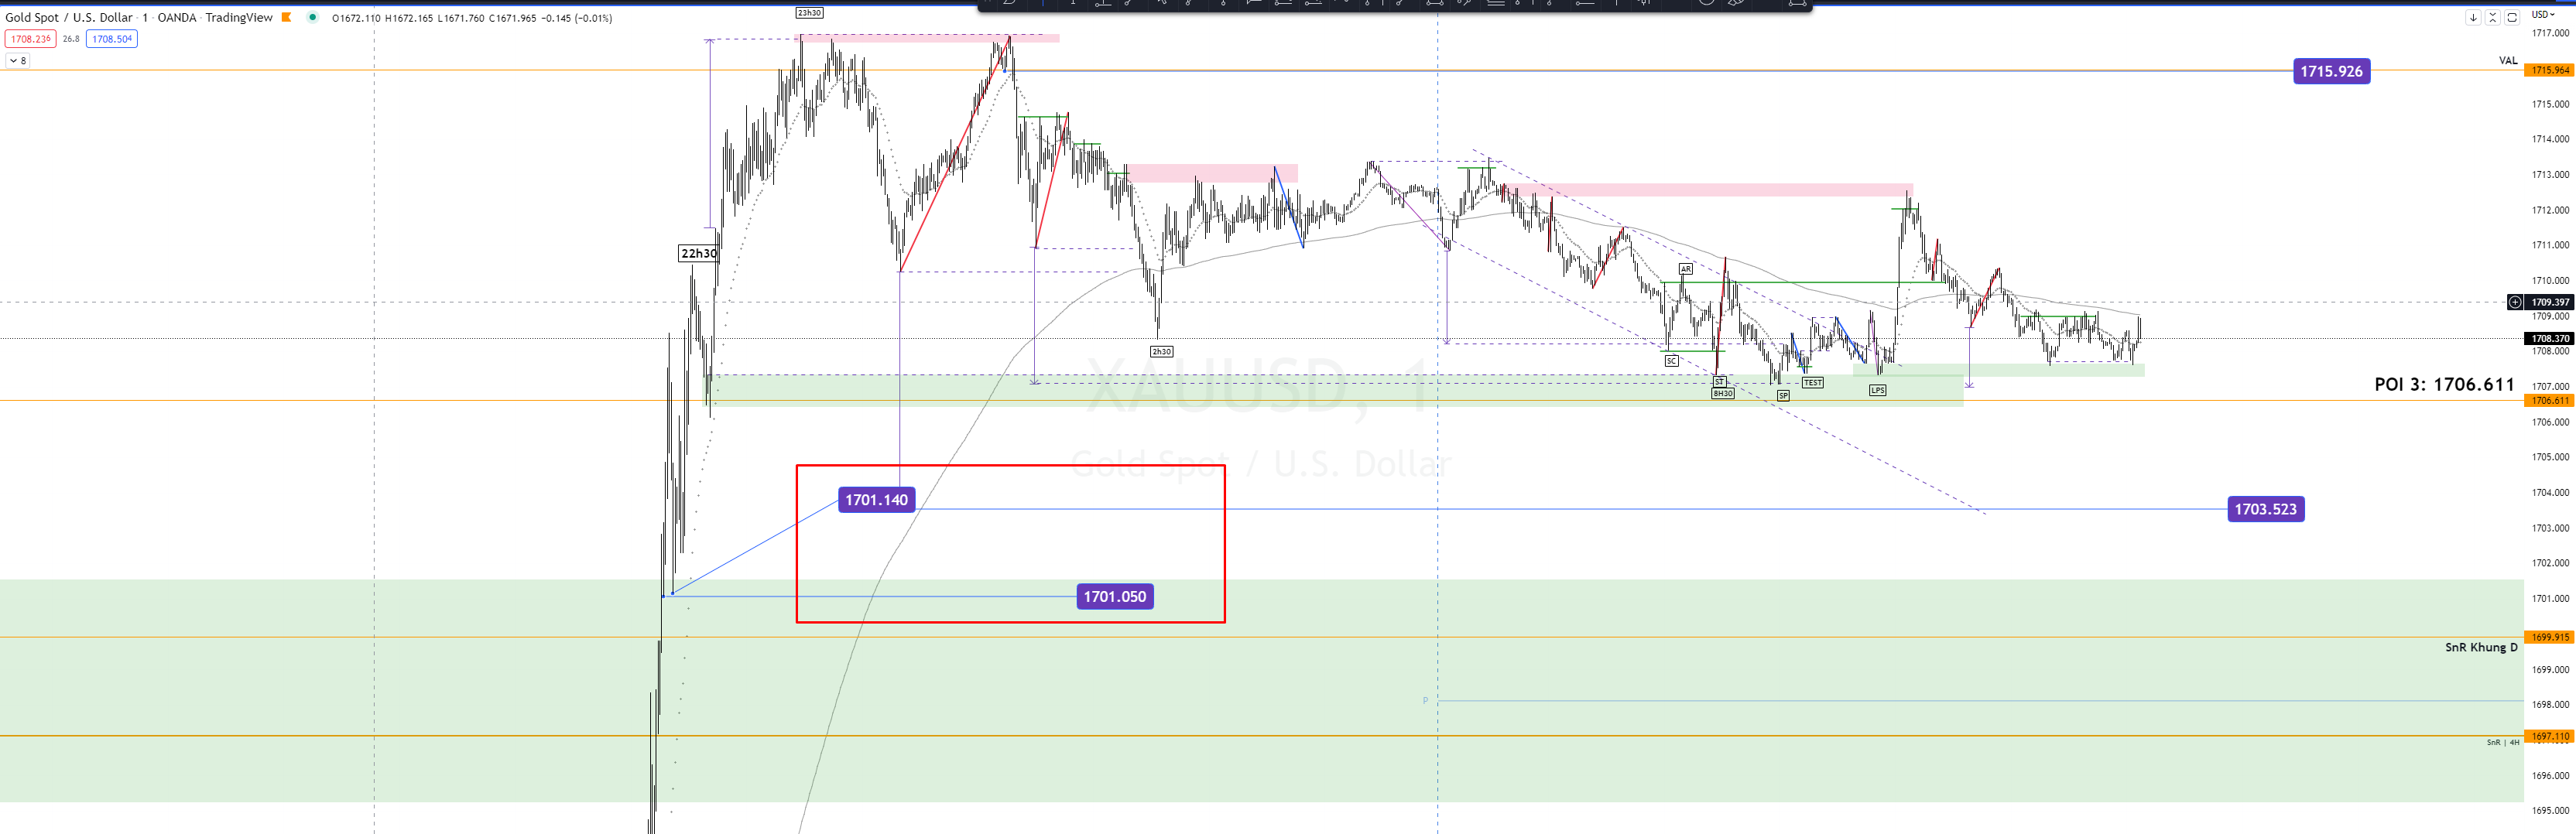 Gold Spot / U.S. Dollar · 1 · OANDA · TradingView O1672.110 H1672.165 L1671.760 C1671.965 −0.145 (−0.01%)
1708.236 26.8 1708.504
8
23h30
USD
1717.000
VAL
1715.964
1715.926
1715.000
1714.000
1713.000
1712.000
22h30
1711.000
AR
1710.000
1709.397
1709.000
1708.370
1708.000
2h30
SC
XAUUSD, 1
ST
8H30
SP
TEST
LPS
POI 3: 1706.611
1707.000
1706.611
1706.000
Gold Spot / U.S. Dollar
1705.000
1704.000
1701.140
1703.523
1703.000
1702.000
1701.050
1701.000
1699.915
SnR Khung D
1699.000
P
1698.000
1697.110
SnR | 4H
1696.000
1695.000